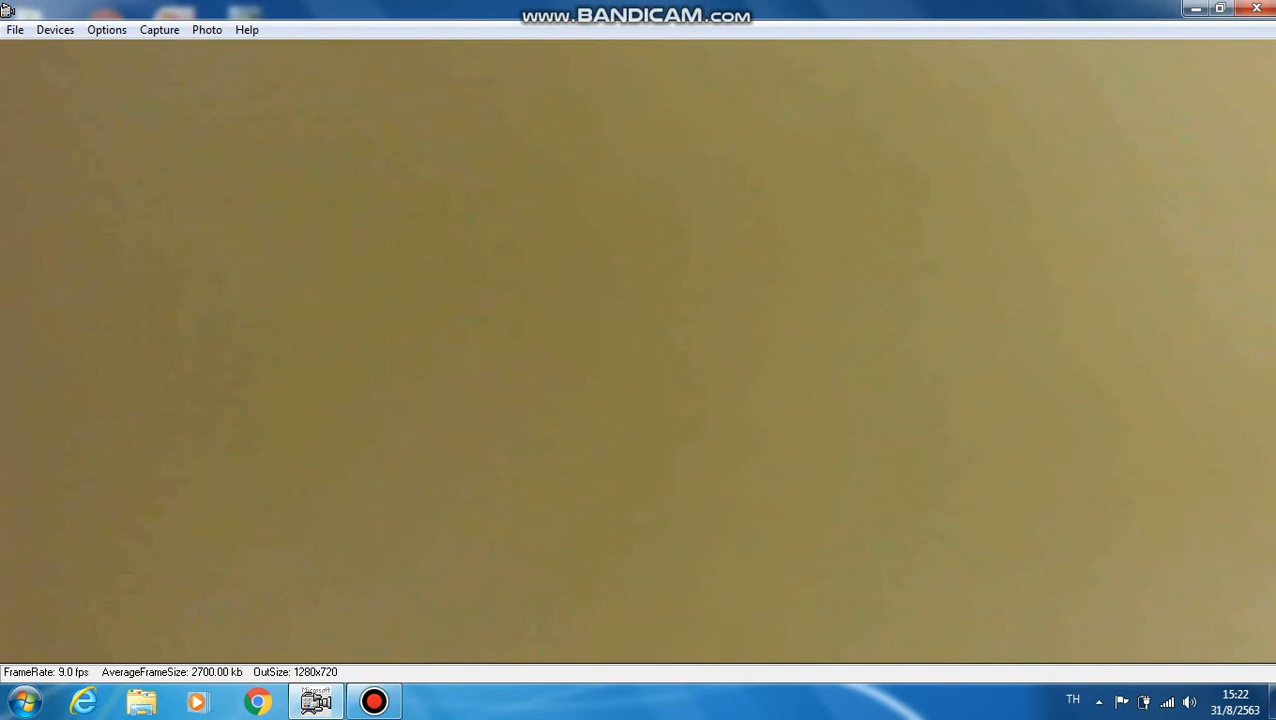 www.BANDICAM.com
File Devices Options Capture Photo Help
FrameRate: 9.0 fps AverageFrameSize: 2700.00 kb OutSize: 1280x720
Microsoft
TH
15:22
31/8/2563